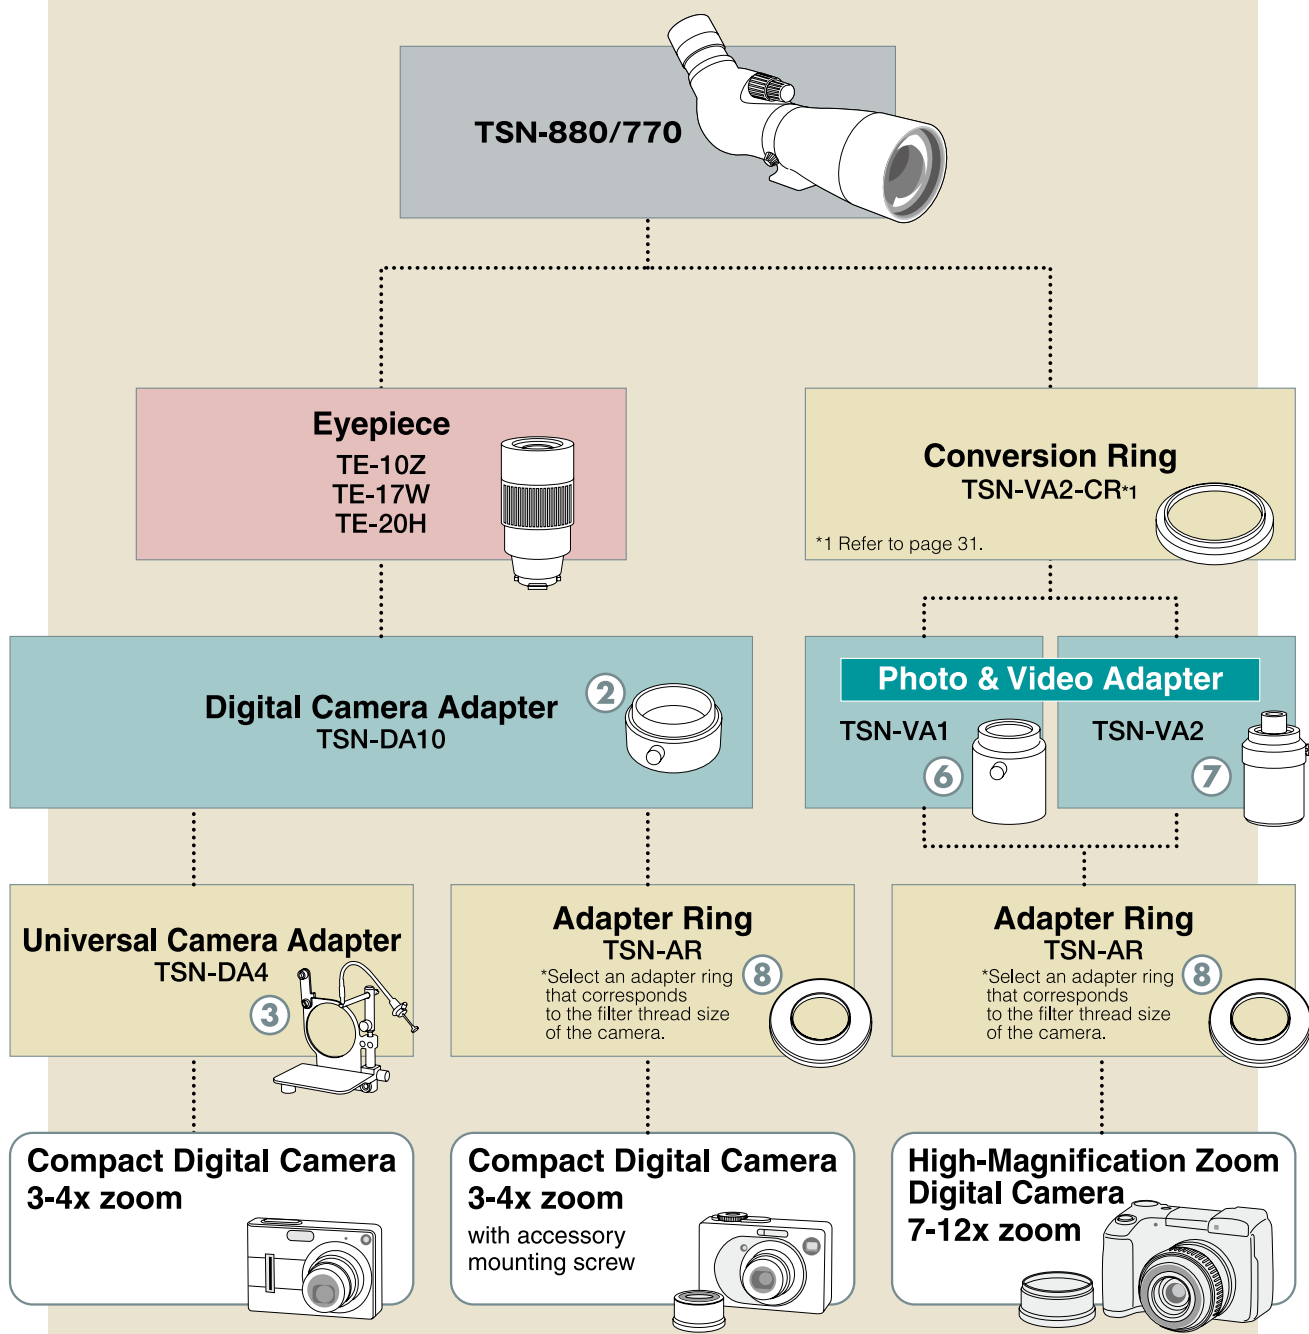 TSN-880/770
Eyepiece
TE-10Z
TE-17W
TE-20H
Conversion Ring
TSN-VA2-CR*1
*1 Refer to page 31.
Digital Camera Adapter
TSN-DA10
2
Photo & Video Adapter
TSN-VA1
6
TSN-VA2
7
Universal Camera Adapter
TSN-DA4
3
Adapter Ring
TSN-AR
*Select an adapter ring
that corresponds
to the filter thread size
of the camera.
8
Adapter Ring
TSN-AR
*Select an adapter ring
that corresponds
to the filter thread size
of the camera.
8
Compact Digital Camera
3-4x zoom
Compact Digital Camera
3-4x zoom
with accessory
mounting screw
High-Magnification Zoom
Digital Camera
7-12x zoom